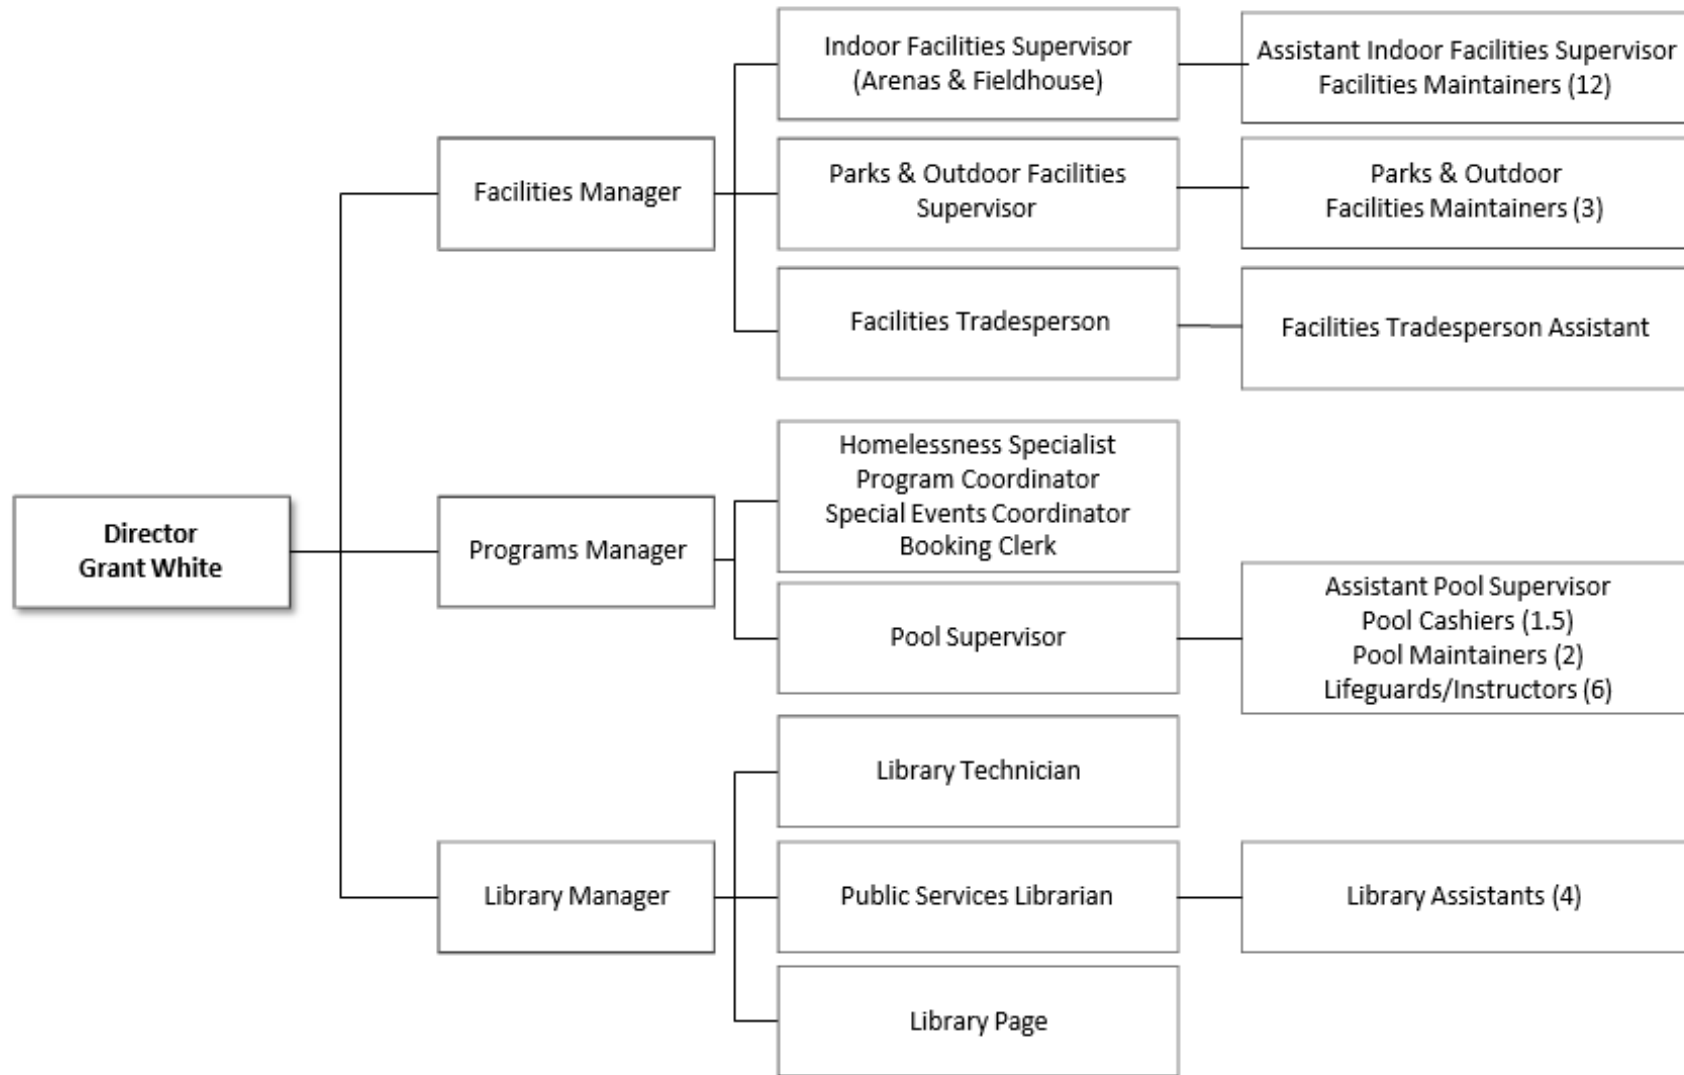 Director
Grant White
Facilities Manager
Indoor Facilities Supervisor
(Arenas & Fieldhouse)
Assistant Indoor Facilities Supervisor
Facilities Maintainers (12)
Parks & Outdoor Facilities
Supervisor
Parks & Outdoor
Facilities Maintainers (3)
Facilities Tradesperson
Facilities Tradesperson Assistant
Programs Manager
Homelessness Specialist
Program Coordinator
Special Events Coordinator
Booking Clerk
Pool Supervisor
Assistant Pool Supervisor
Pool Cashiers (1.5)
Pool Maintainers (2)
Lifeguards/Instructors (6)
Library Manager
Library Technician
Public Services Librarian
Library Assistants (4)
Library Page